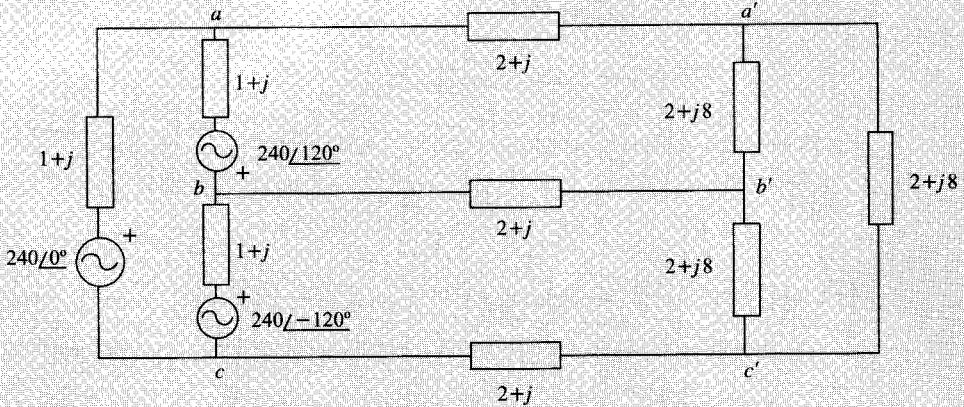 a
a'
2+j
1+j
2+j8
1+j
240/120°
+
b
b'
2+j
2+j8
+
1+j
240/0°
2+j8
+
240/−120°
c
c'
2+j